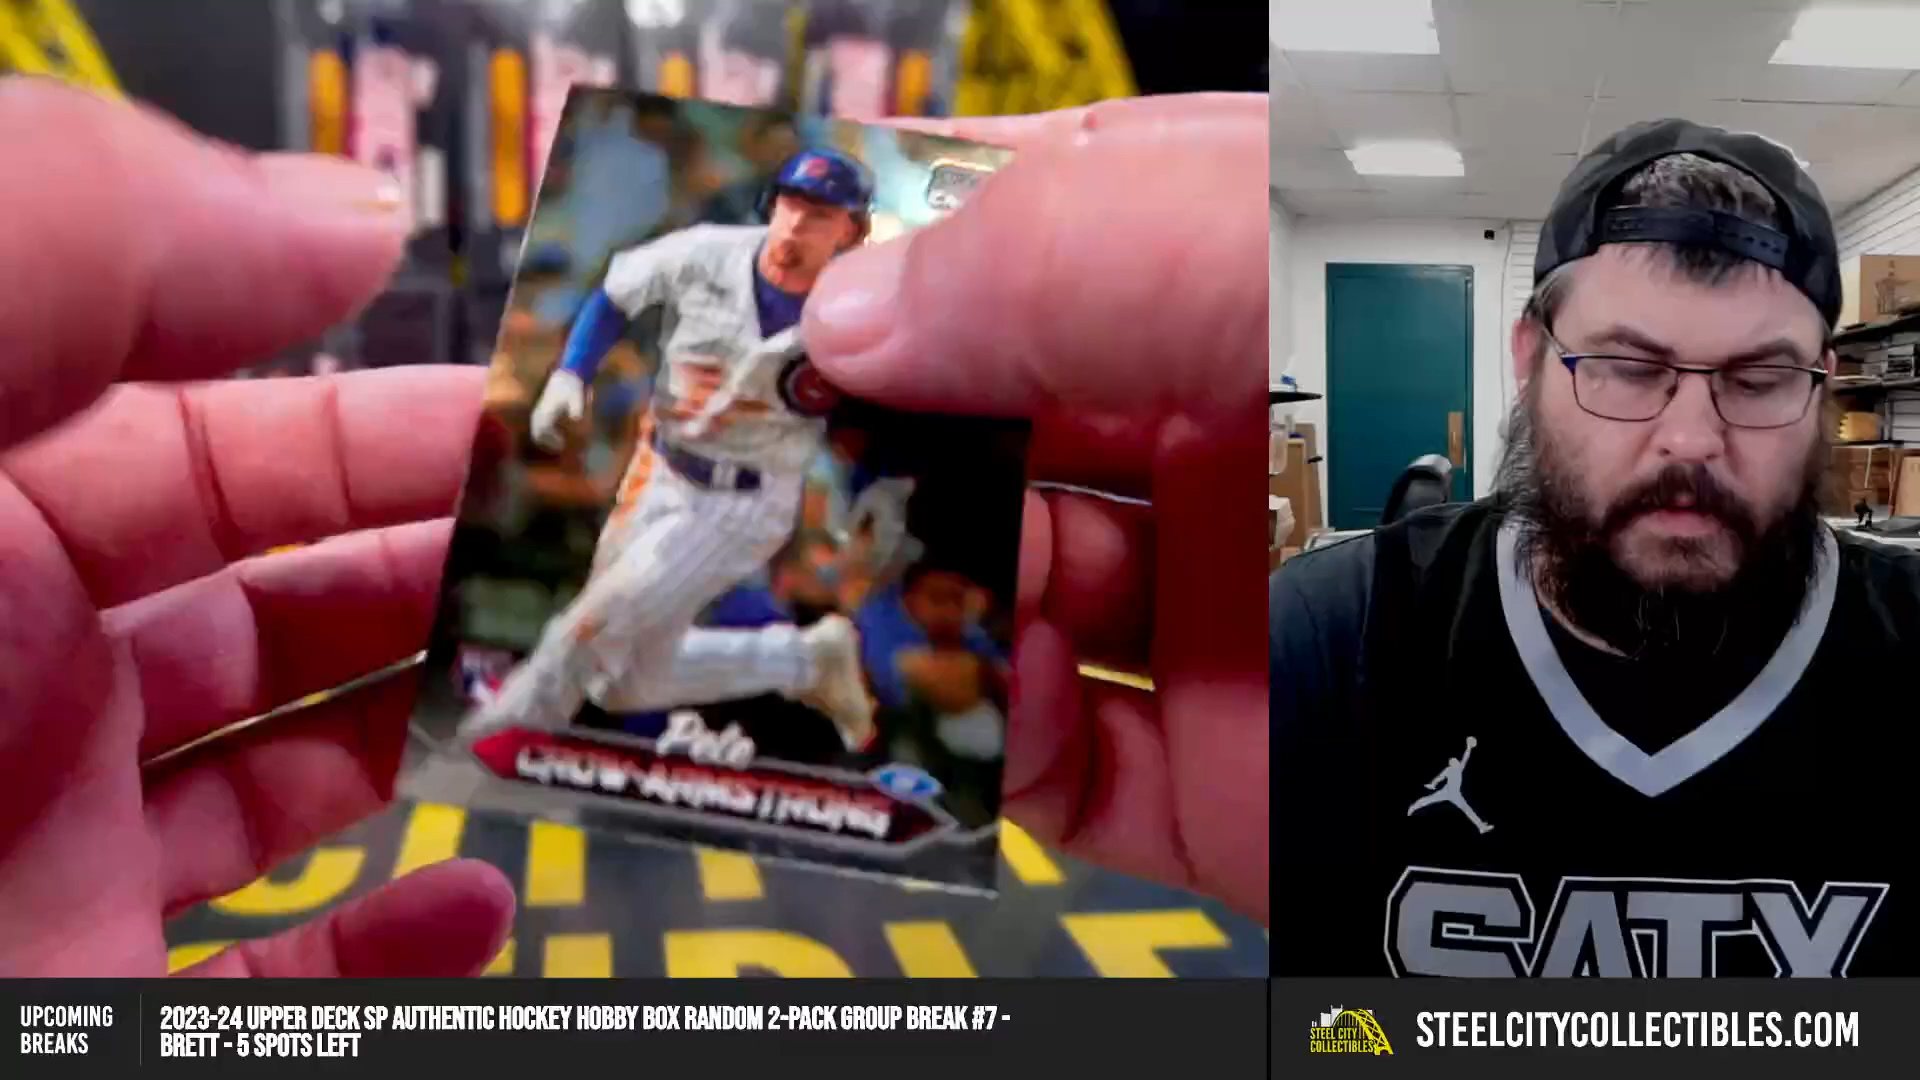 Pete
CROW-ARMSTRONG
SATX
UPCOMING
BREAKS
2023-24 UPPER DECK SP AUTHENTIC HOCKEY HOBBY BOX RANDOM 2-PACK GROUP BREAK #7 -
BRETT - 5 SPOTS LEFT
STEEL CITY
COLLECTIBLES
STEELCITYCOLLECTIBLES.COM